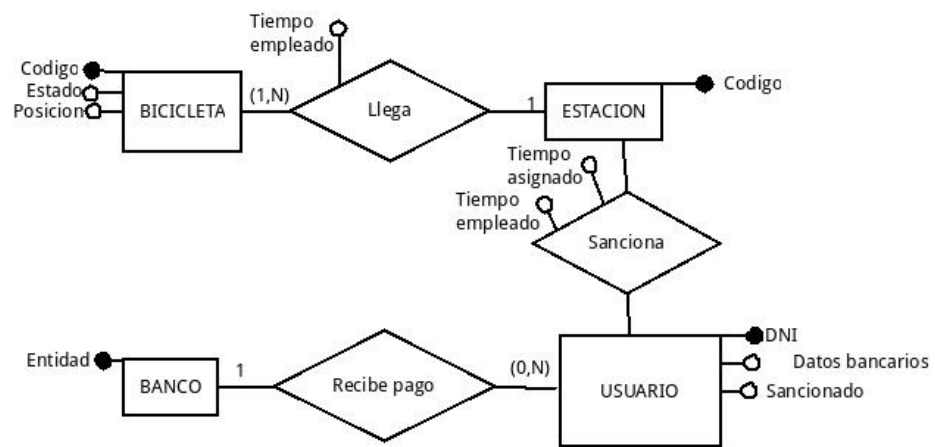 Tiempo
empleado
Codigo
Estado
Posicion
BICICLETA
(1,N)
Llega
1
ESTACION
Codigo
Tiempo
asignado
Tiempo
empleado
Sanciona
Entidad
BANCO
1
Recibe pago
(0,N)
USUARIO
DNI
Datos bancarios
Sancionado